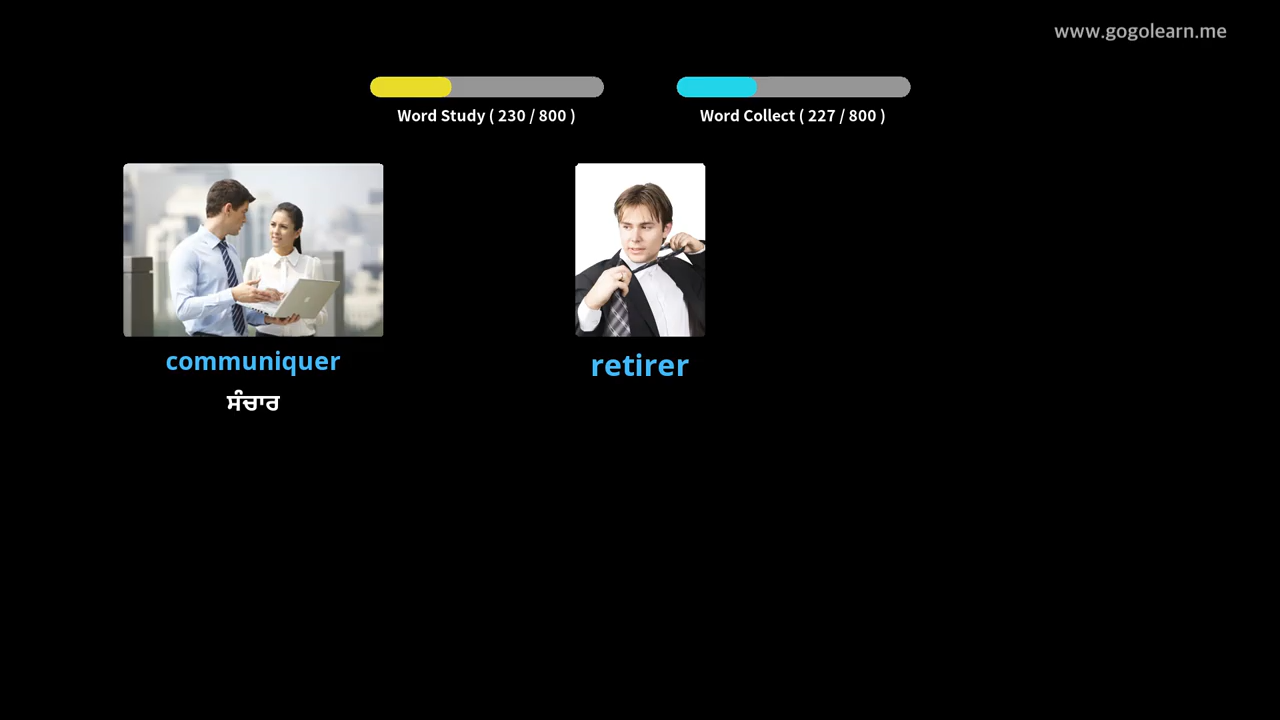 www.gogolearn.me
Word Study ( 230 / 800 )
Word Collect ( 227 / 800 )
communiquer
ਸੰਚਾਰ
retirer